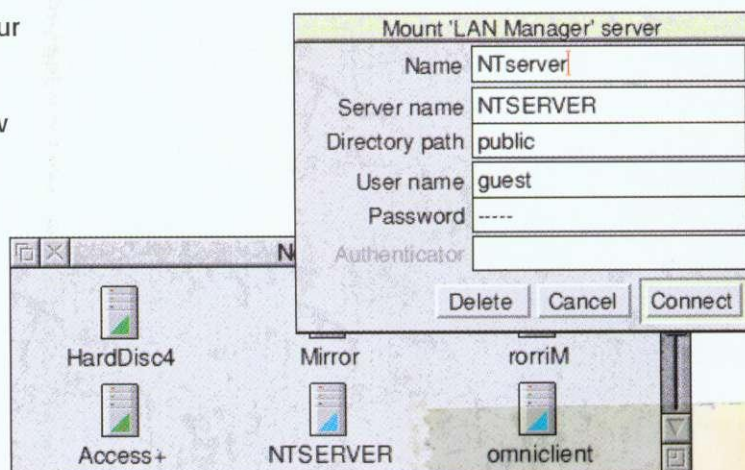 ur
w
Mount 'LAN Manager' server
Name NTserver
Server name NTSERVER
Directory path public
User name guest
Password -----
Authenticator
Delete Cancel Connect
HardDisc4 Mirror rorriM
Access+ NTSERVER omniclient